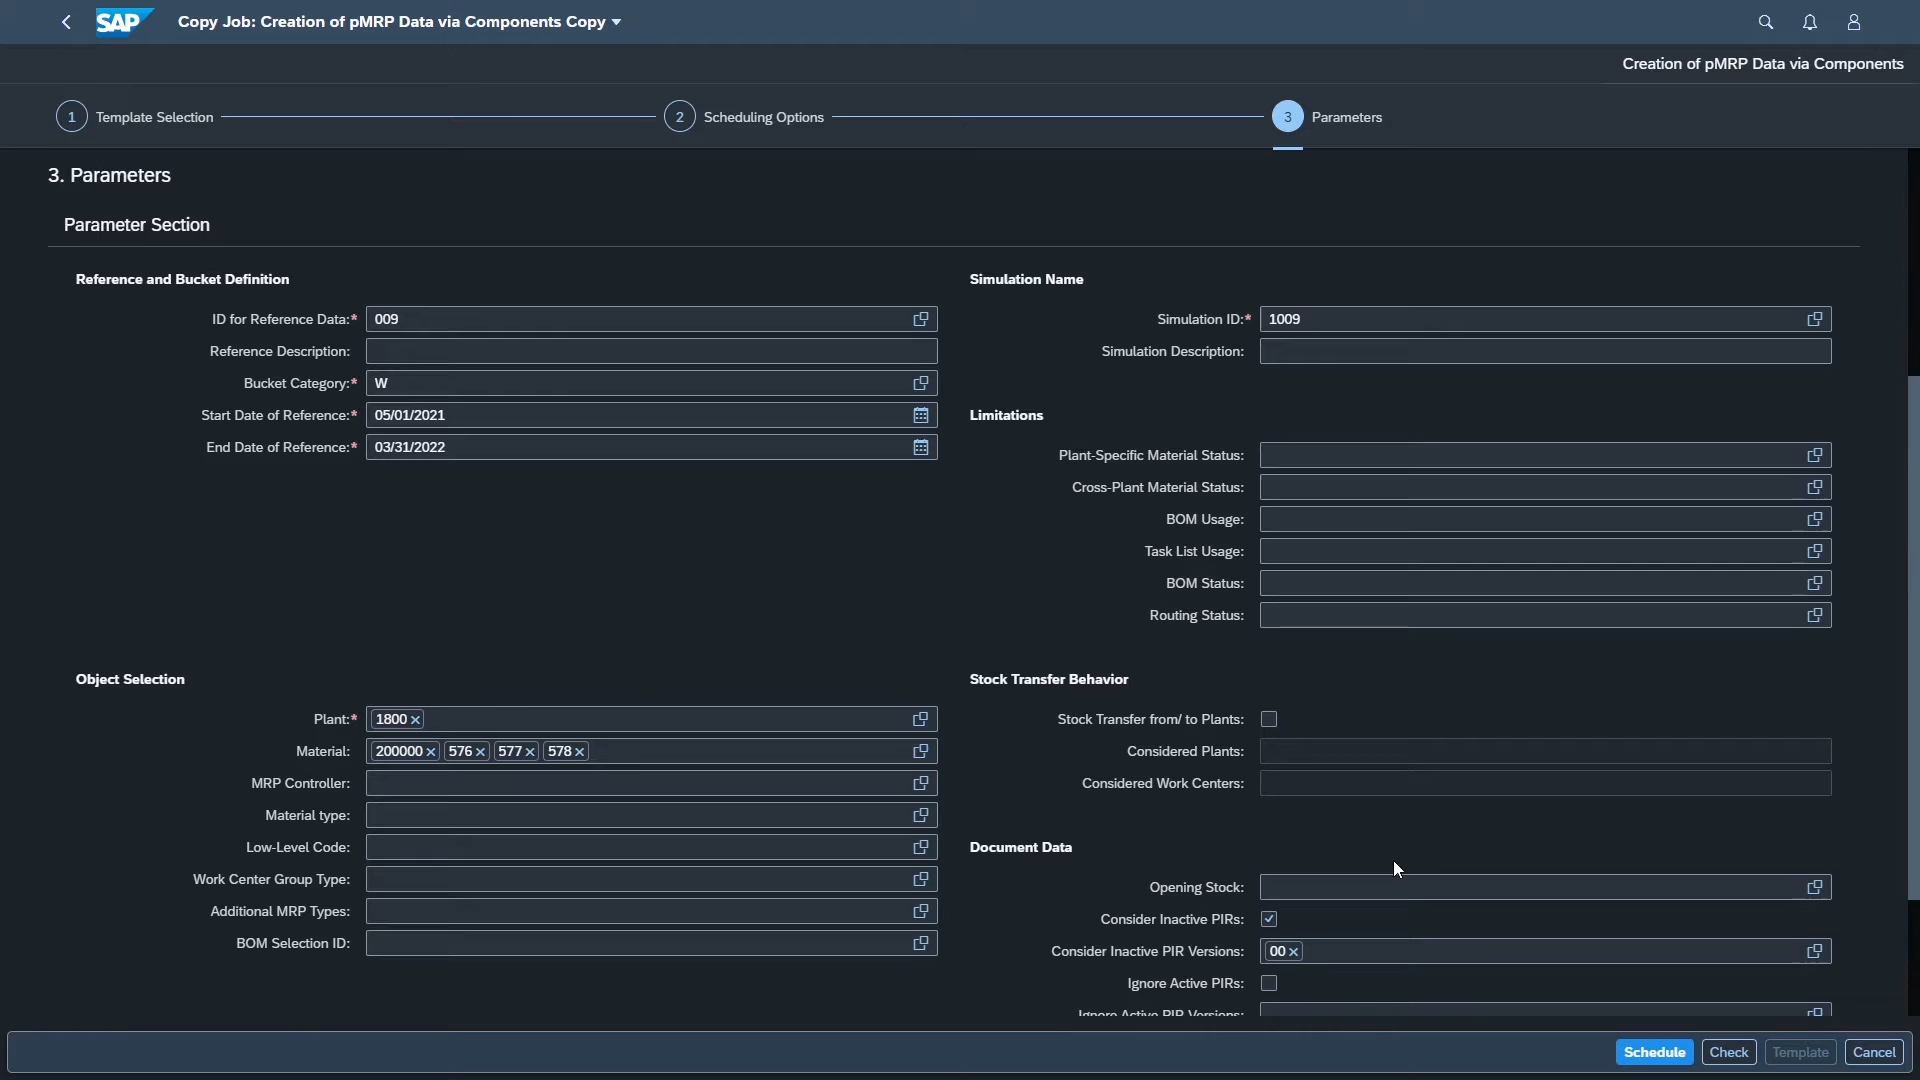 SAP Copy Job: Creation of pMRP Data via Components Copy
Creation of pMRP Data via Components
1 Template Selection 2 Scheduling Options 3 Parameters
3. Parameters
Parameter Section
Reference and Bucket Definition
ID for Reference Data:* 009
Reference Description:
Bucket Category:* W
Start Date of Reference:* 05/01/2021
End Date of Reference:* 03/31/2022
Simulation Name
Simulation ID:* 1009
Simulation Description:
Limitations
Plant-Specific Material Status:
Cross-Plant Material Status:
BOM Usage:
Task List Usage:
BOM Status:
Routing Status:
Object Selection
Plant:* 1800
Material: 200000 576 577 578
MRP Controller:
Material type:
Low-Level Code:
Work Center Group Type:
Additional MRP Types:
BOM Selection ID:
Stock Transfer Behavior
Stock Transfer from/ to Plants:
Considered Plants:
Considered Work Centers:
Document Data
Opening Stock:
Consider Inactive PIRs:
Consider Inactive PIR Versions: 00
Ignore Active PIRs:
Ignore Active PIR Versions:
Schedule Check Template Cancel